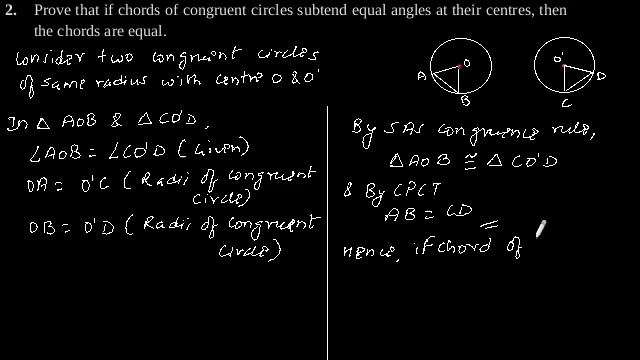 2. Prove that if chords of congruent circles subtend equal angles at their centres, then
the chords are equal.
Consider two congruent circles
of same radius with centre O & O'
O
A
B
O'
D
C
In △ AOB & △ CO'D,
∠AOB = ∠CO'D (Given)
OA = O'C (Radii of congruent
circle)
OB = O'D (Radii of congruent
circle)
By SAS congruence rule,
△AOB ≅ △CO'D
& By CPCT
AB = CD
Hence, if chord of